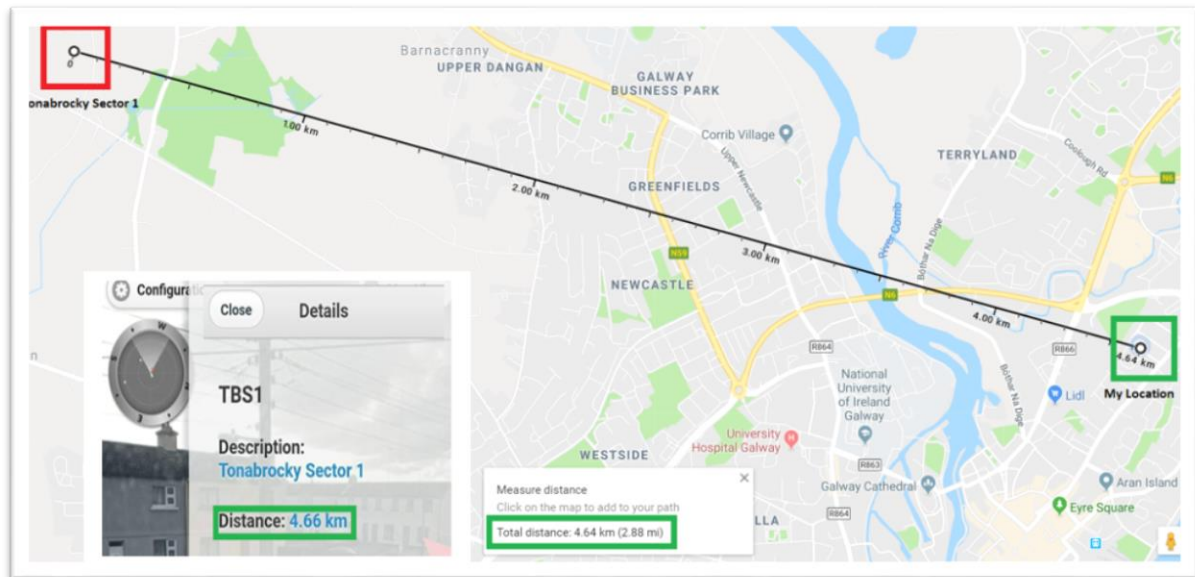 0
onabrocky Sector 1
1.00 km
2.00 km
3.00 km
4.00 km
4.64 km
My Location
Barnacranny
UPPER DANGAN
GALWAY
BUSINESS PARK
Corrib Village
Upper Newcastle
TERRYLAND
Coolough Rd
N6
GREENFIELDS
N59
River Corrib
Bóthar Na Dige
NEWCASTLE
N6
R864
R866
Bóthar Na Dige
National
University
of Ireland
Galway
Lidl
University
Hospital Galway
WESTSIDE
R863
Galway Cathedral
Aran Island
R864
Eyre Square
LLA
n
Configuratio
W
Close
Details
TBS1
Description:
Tonabrocky Sector 1
Distance: 4.66 km
Measure distance
Click on the map to add to your path
Total distance: 4.64 km (2.88 mi)